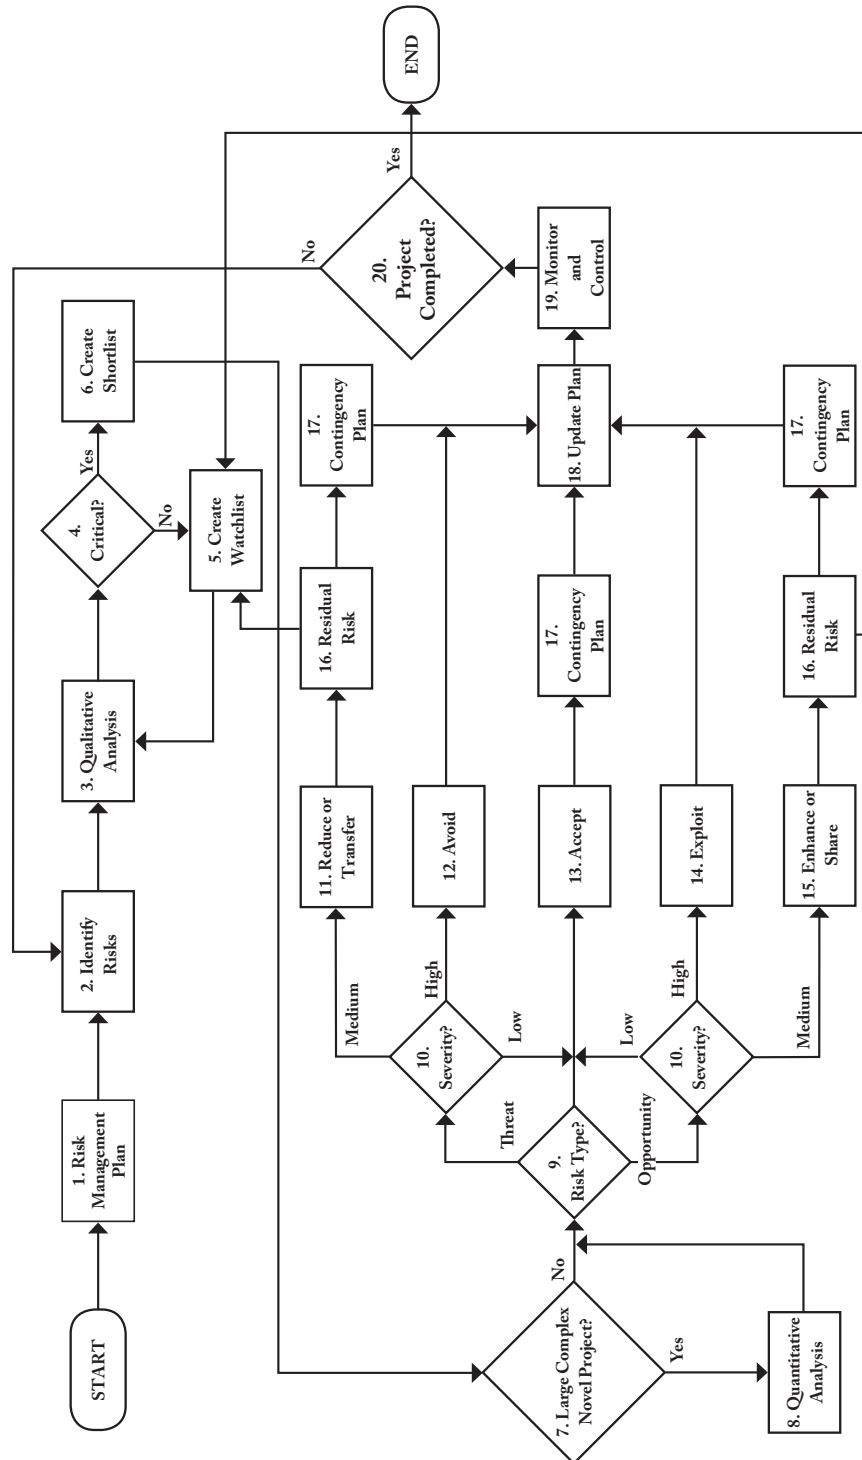 START
1. Risk
Management
Plan
2. Identify
Risks
3. Qualitative
Analysis
4.
Critical?
Yes
No
6. Create
Shortlist
5. Create
Watchlist
7. Large Complex
Novel Project?
No
Yes
8. Quantitative
Analysis
9.
Risk Type?
Threat
Opportunity
10.
Severity?
Medium
High
Low
11. Reduce or
Transfer
16. Residual
Risk
17.
Contingency
Plan
12. Avoid
13. Accept
17.
Contingency
Plan
18. Update Plan
19. Monitor
and
Control
20.
Project
Completed?
No
Yes
END
10.
Severity?
Low
High
Medium
14. Exploit
15. Enhance or
Share
16. Residual
Risk
17.
Contingency
Plan